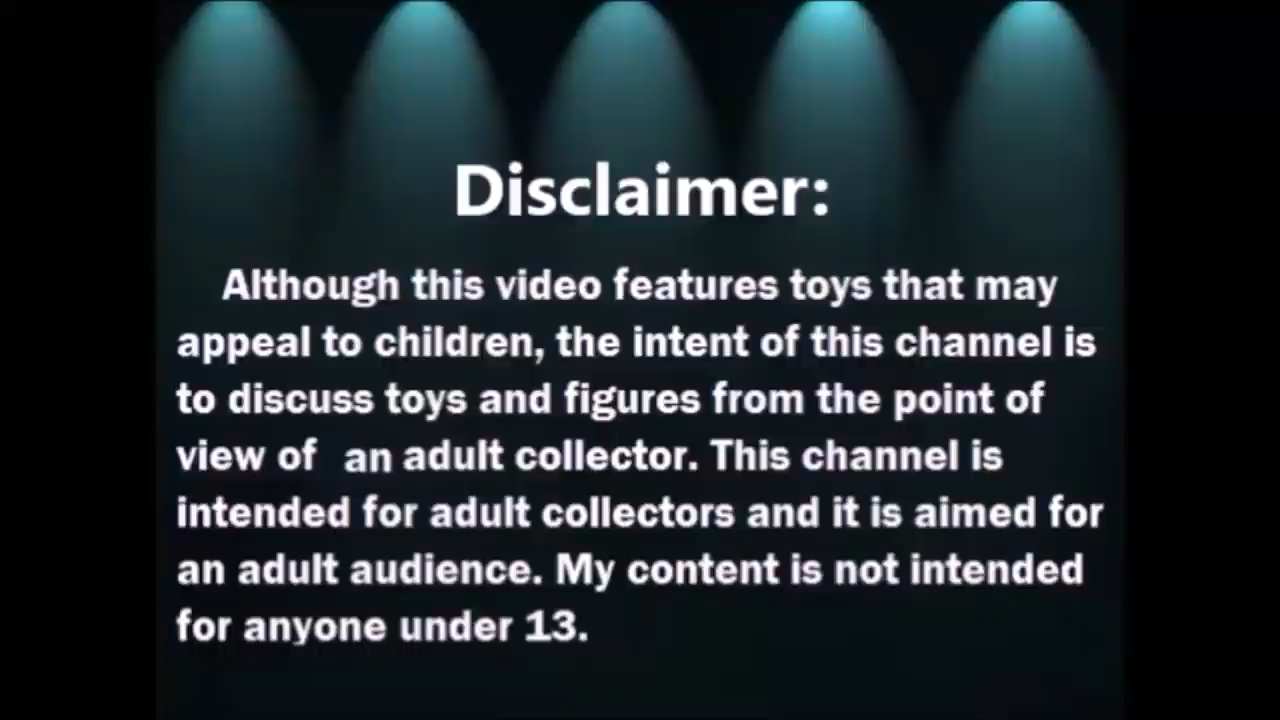 Disclaimer:
Although this video features toys that may
appeal to children, the intent of this channel is
to discuss toys and figures from the point of
view of an adult collector. This channel is
intended for adult collectors and it is aimed for
an adult audience. My content is not intended
for anyone under 13.